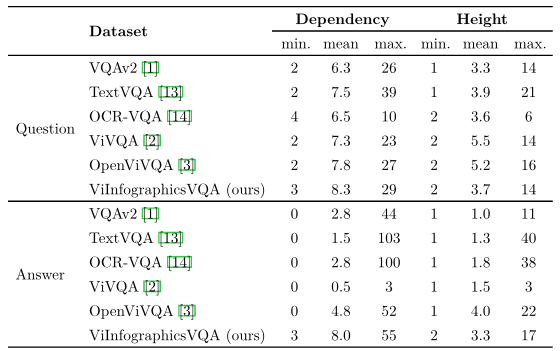 Dataset Dependency Height
min. mean max. min. mean max.
Question
VQAv2 [1] 2 6.3 26 1 3.3 14
TextVQA [13] 2 7.5 39 1 3.9 21
OCR-VQA [14] 4 6.5 10 2 3.6 6
ViVQA [2] 2 7.3 23 2 5.5 14
OpenViVQA [3] 2 7.8 27 2 5.2 16
ViInfographicsVQA (ours) 3 8.3 29 2 3.7 14
Answer
VQAv2 [1] 0 2.8 44 1 1.0 11
TextVQA [13] 0 1.5 103 1 1.3 40
OCR-VQA [14] 0 2.8 100 1 1.8 38
ViVQA [2] 0 0.5 3 1 1.5 3
OpenViVQA [3] 0 4.8 52 1 4.0 22
ViInfographicsVQA (ours) 3 8.0 55 2 3.3 17